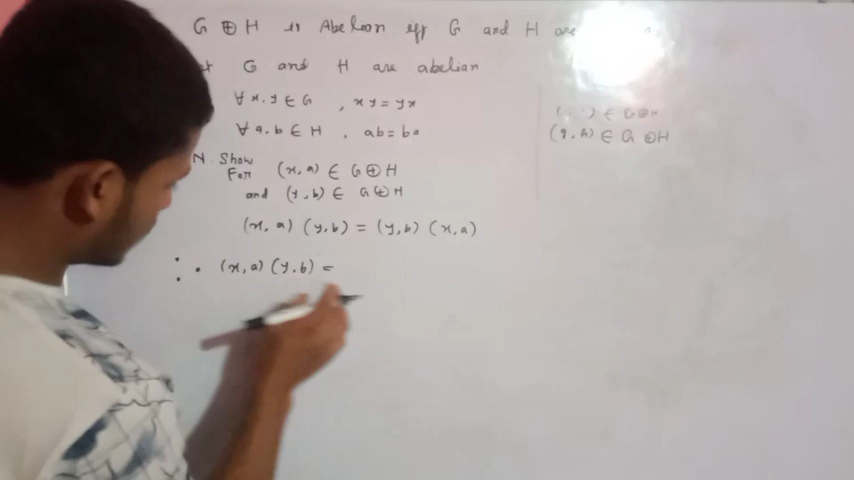 G ⊕ H is Abelian iff G and H are
G and H are abelian
∀ x, y ∈ G , xy = yx
∀ a, b ∈ H , ab = ba
N. Show
For (x, a) ∈ G ⊕ H
and (y, b) ∈ G ⊕ H
(x, a) (y, b) = (y, b) (x, a)
∴ (x, a) (y, b) =
∈ G ⊕ H
(g, h) ∈ G ⊕ H